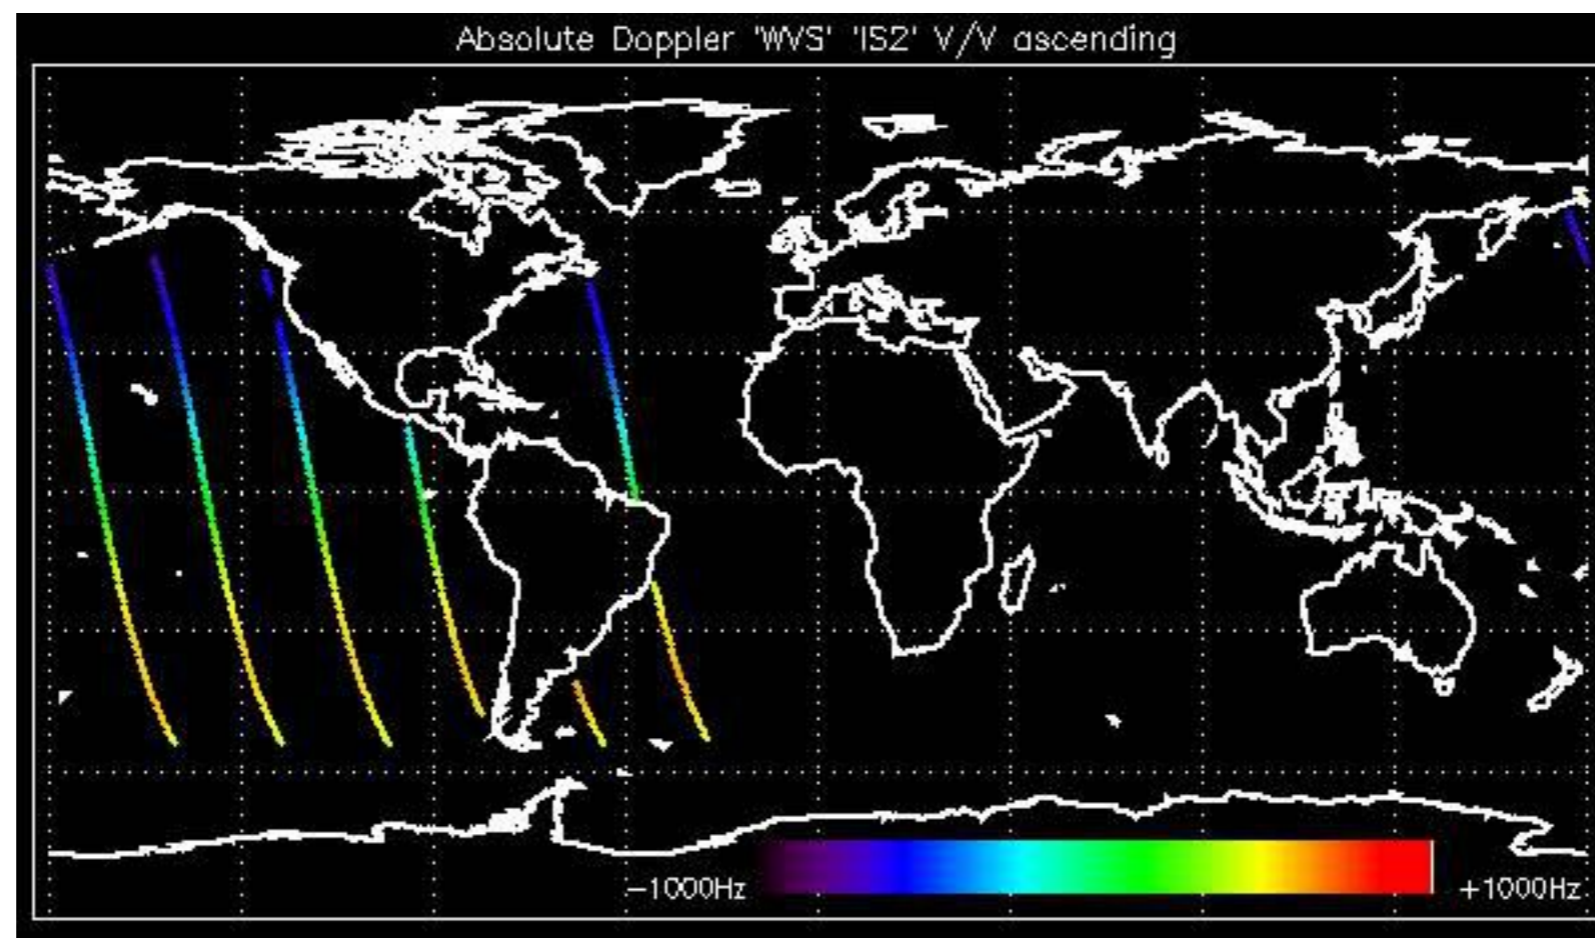 Absolute Doppler 'WVS' 'IS2' V/V ascending
-1000Hz
+1000Hz